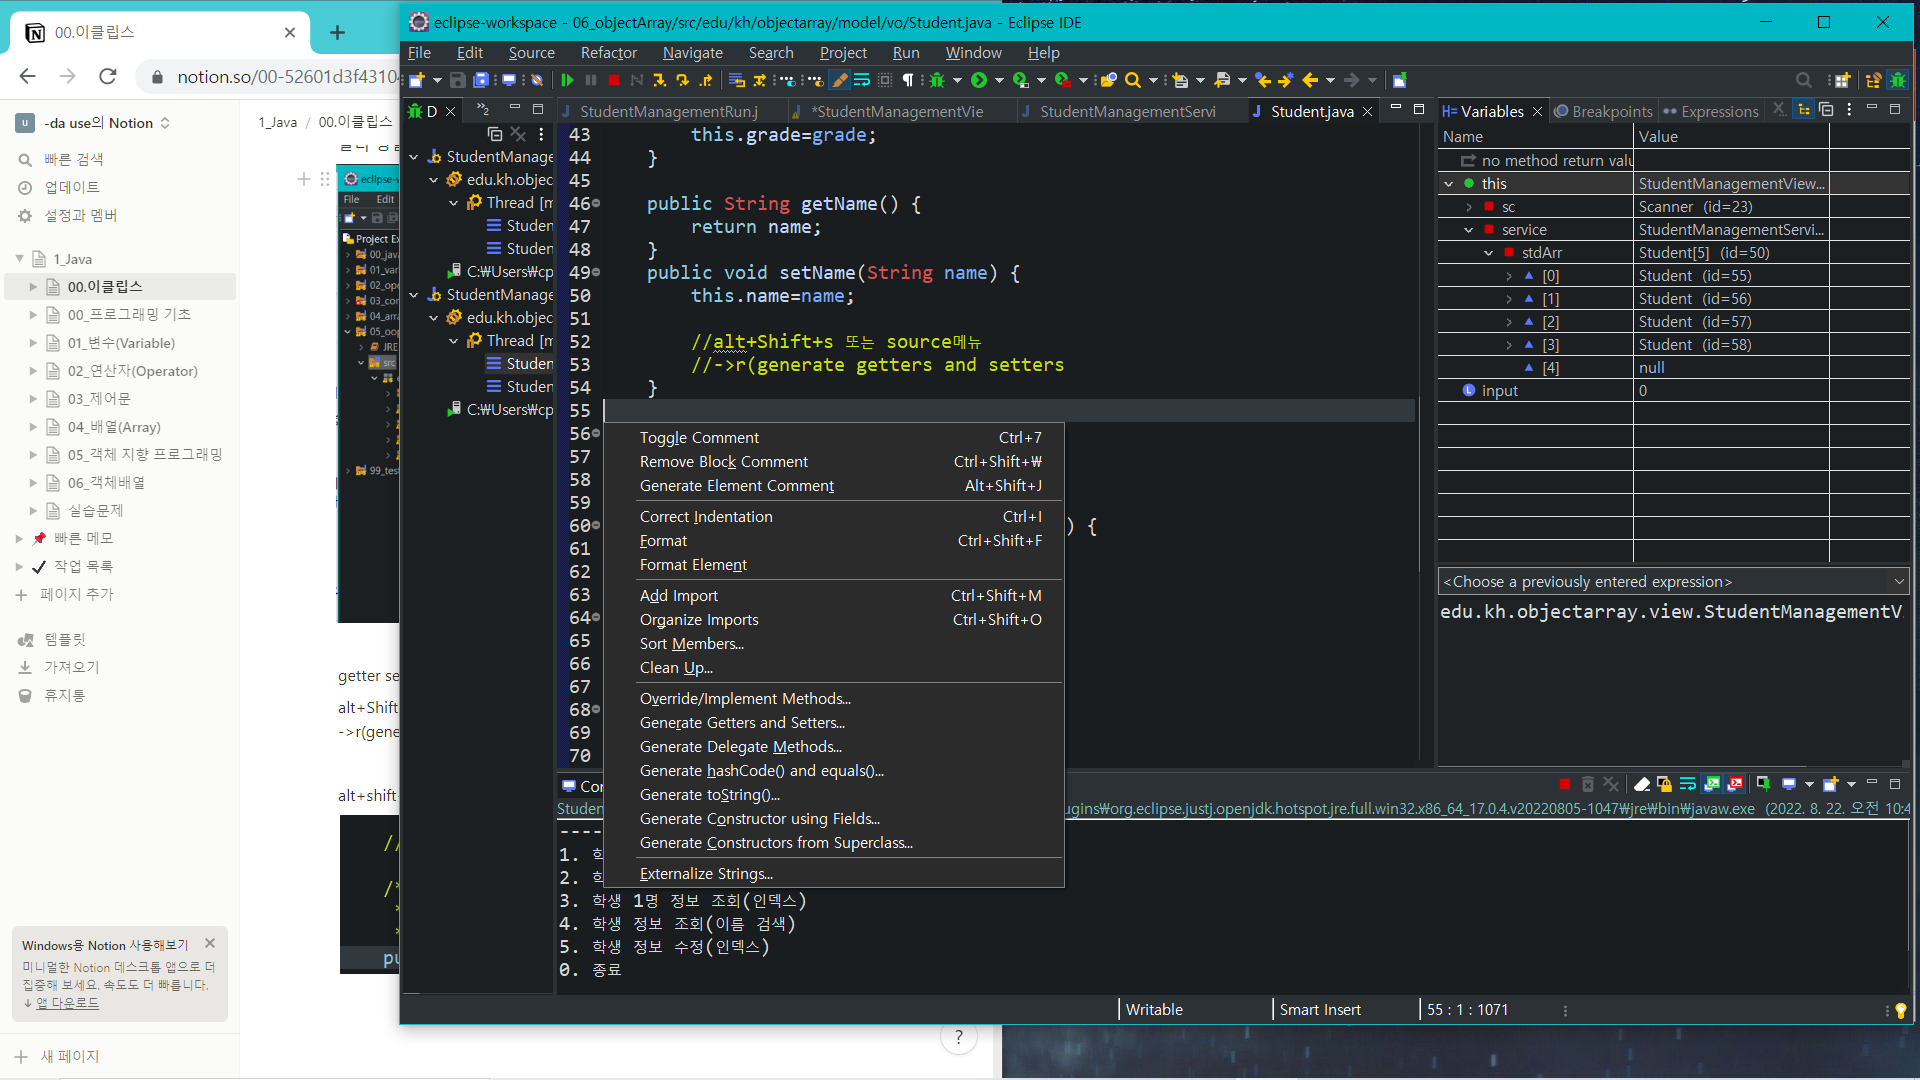 00.이클립스
notion.so/00-52601d3f4310
-da use의 Notion
빠른 검색
업데이트
설정과 멤버
1_Java
00.이클립스
00_프로그래밍 기초
01_변수(Variable)
02_연산자(Operator)
03_제어문
04_배열(Array)
05_객체 지향 프로그래밍
06_객체배열
실습문제
빠른 메모
작업 목록
페이지 추가
템플릿
가져오기
휴지통
Windows용 Notion 사용해보기
미니멀한 Notion 데스크톱 앱으로 더
집중해 보세요. 속도도 더 빠릅니다.
↓ 앱 다운로드
새 페이지
1_Java / 00.이클립스
eclipse-w
File Edit
Project Ex
00_java
01_var
02_op
03_con
04_arr
05_oop
JRE
src
99_test
getter se
alt+Shift
->r(gene
alt+shift
//
/*
*
*
pu
?
eclipse-workspace - 06_objectArray/src/edu/kh/objectarray/model/vo/Student.java - Eclipse IDE
File Edit Source Refactor Navigate Search Project Run Window Help
D
»2
StudentManage
edu.kh.objec
Thread [m
Studen
Studen
C:₩Users₩cp
StudentManage
edu.kh.objec
Thread [m
Studen
Studen
C:₩Users₩cp
StudentManagementRun.j
*StudentManagementVie
StudentManagementServi
Student.java
43 this.grade=grade;
44 }
45
46 public String getName() {
47 return name;
48 }
49 public void setName(String name) {
50 this.name=name;
51
52 //alt+Shift+s 또는 source메뉴
53 //->r(generate getters and setters
54 }
55
56
57
58
59
60 ) {
61
62
63
64
65
66
67
68
69
70
Toggle Comment Ctrl+7
Remove Block Comment Ctrl+Shift+₩
Generate Element Comment Alt+Shift+J
Correct Indentation Ctrl+I
Format Ctrl+Shift+F
Format Element
Add Import Ctrl+Shift+M
Organize Imports Ctrl+Shift+O
Sort Members...
Clean Up...
Override/Implement Methods...
Generate Getters and Setters...
Generate Delegate Methods...
Generate hashCode() and equals()...
Generate toString()...
Generate Constructor using Fields...
Generate Constructors from Superclass...
Externalize Strings...
Variables Breakpoints Expressions
Name Value
no method return valu
this StudentManagementView...
sc Scanner (id=23)
service StudentManagementServi...
stdArr Student[5] (id=50)
[0] Student (id=55)
[1] Student (id=56)
[2] Student (id=57)
[3] Student (id=58)
[4] null
input 0
<Choose a previously entered expression>
edu.kh.objectarray.view.StudentManagementV
Con
Student
ugins₩org.eclipse.justj.openjdk.hotspot.jre.full.win32.x86_64_17.0.4.v20220805-1047₩jre₩bin₩javaw.exe (2022. 8. 22. 오전 10:4
----
1. 학
2. 학
3. 학생 1명 정보 조회(인덱스)
4. 학생 정보 조회(이름 검색)
5. 학생 정보 수정(인덱스)
0. 종료
Writable Smart Insert 55 : 1 : 1071